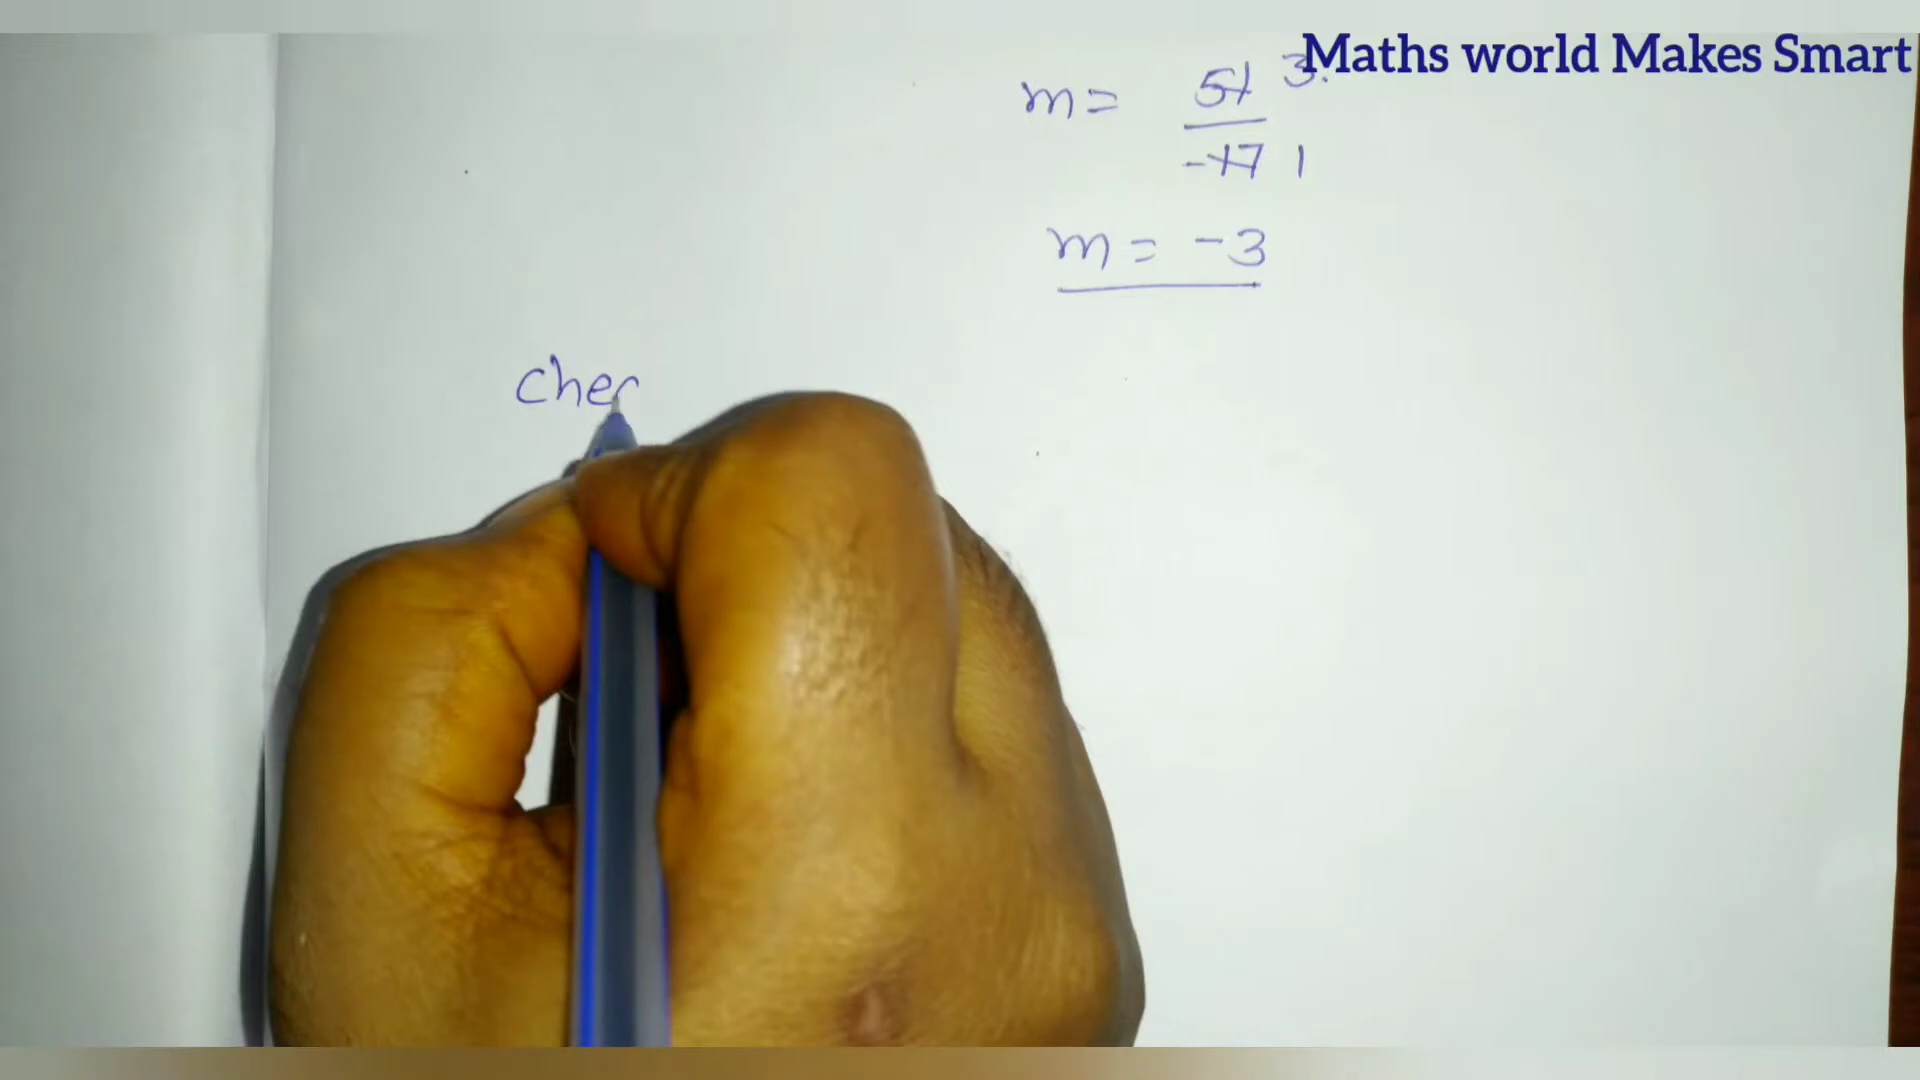 Maths world Makes Smart
m = 51 3.
-17 1
m = -3
Chec